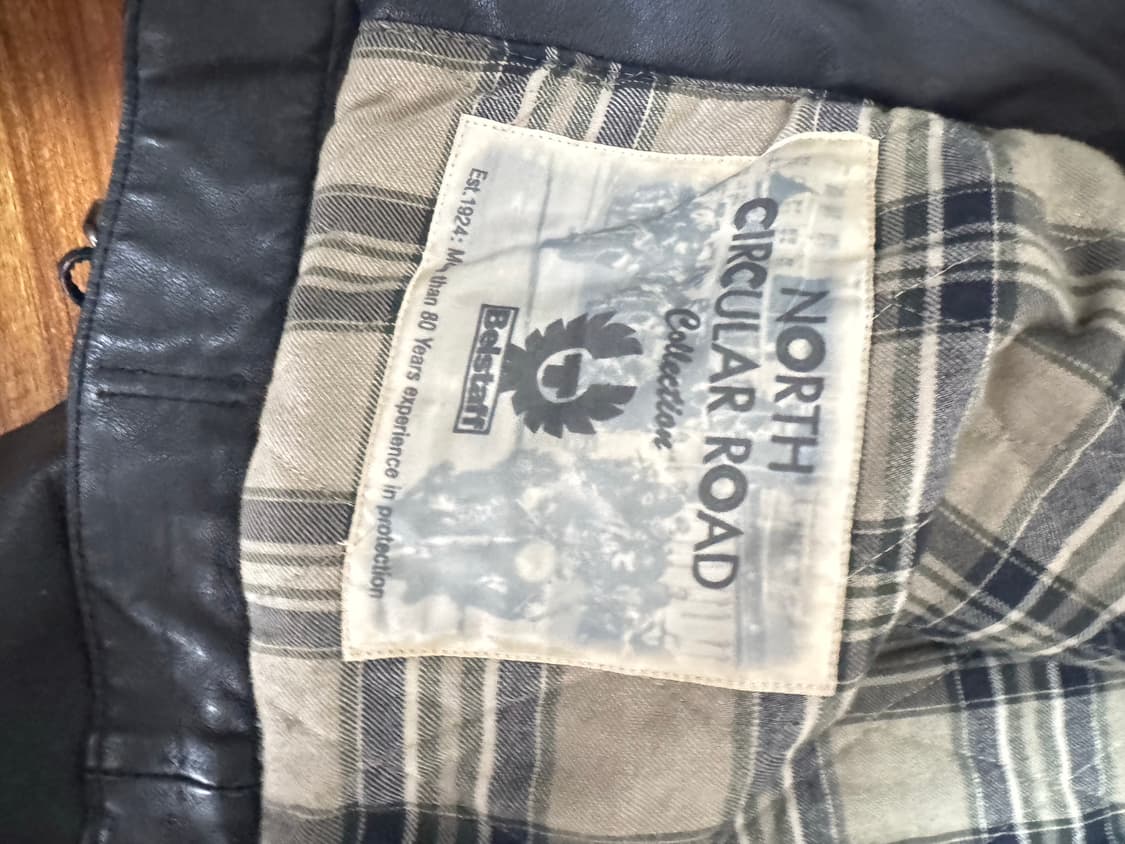 NORTH
CIRCULAR ROAD
Collection
Belstaff
Est.1924: than 80 Years experience in protection